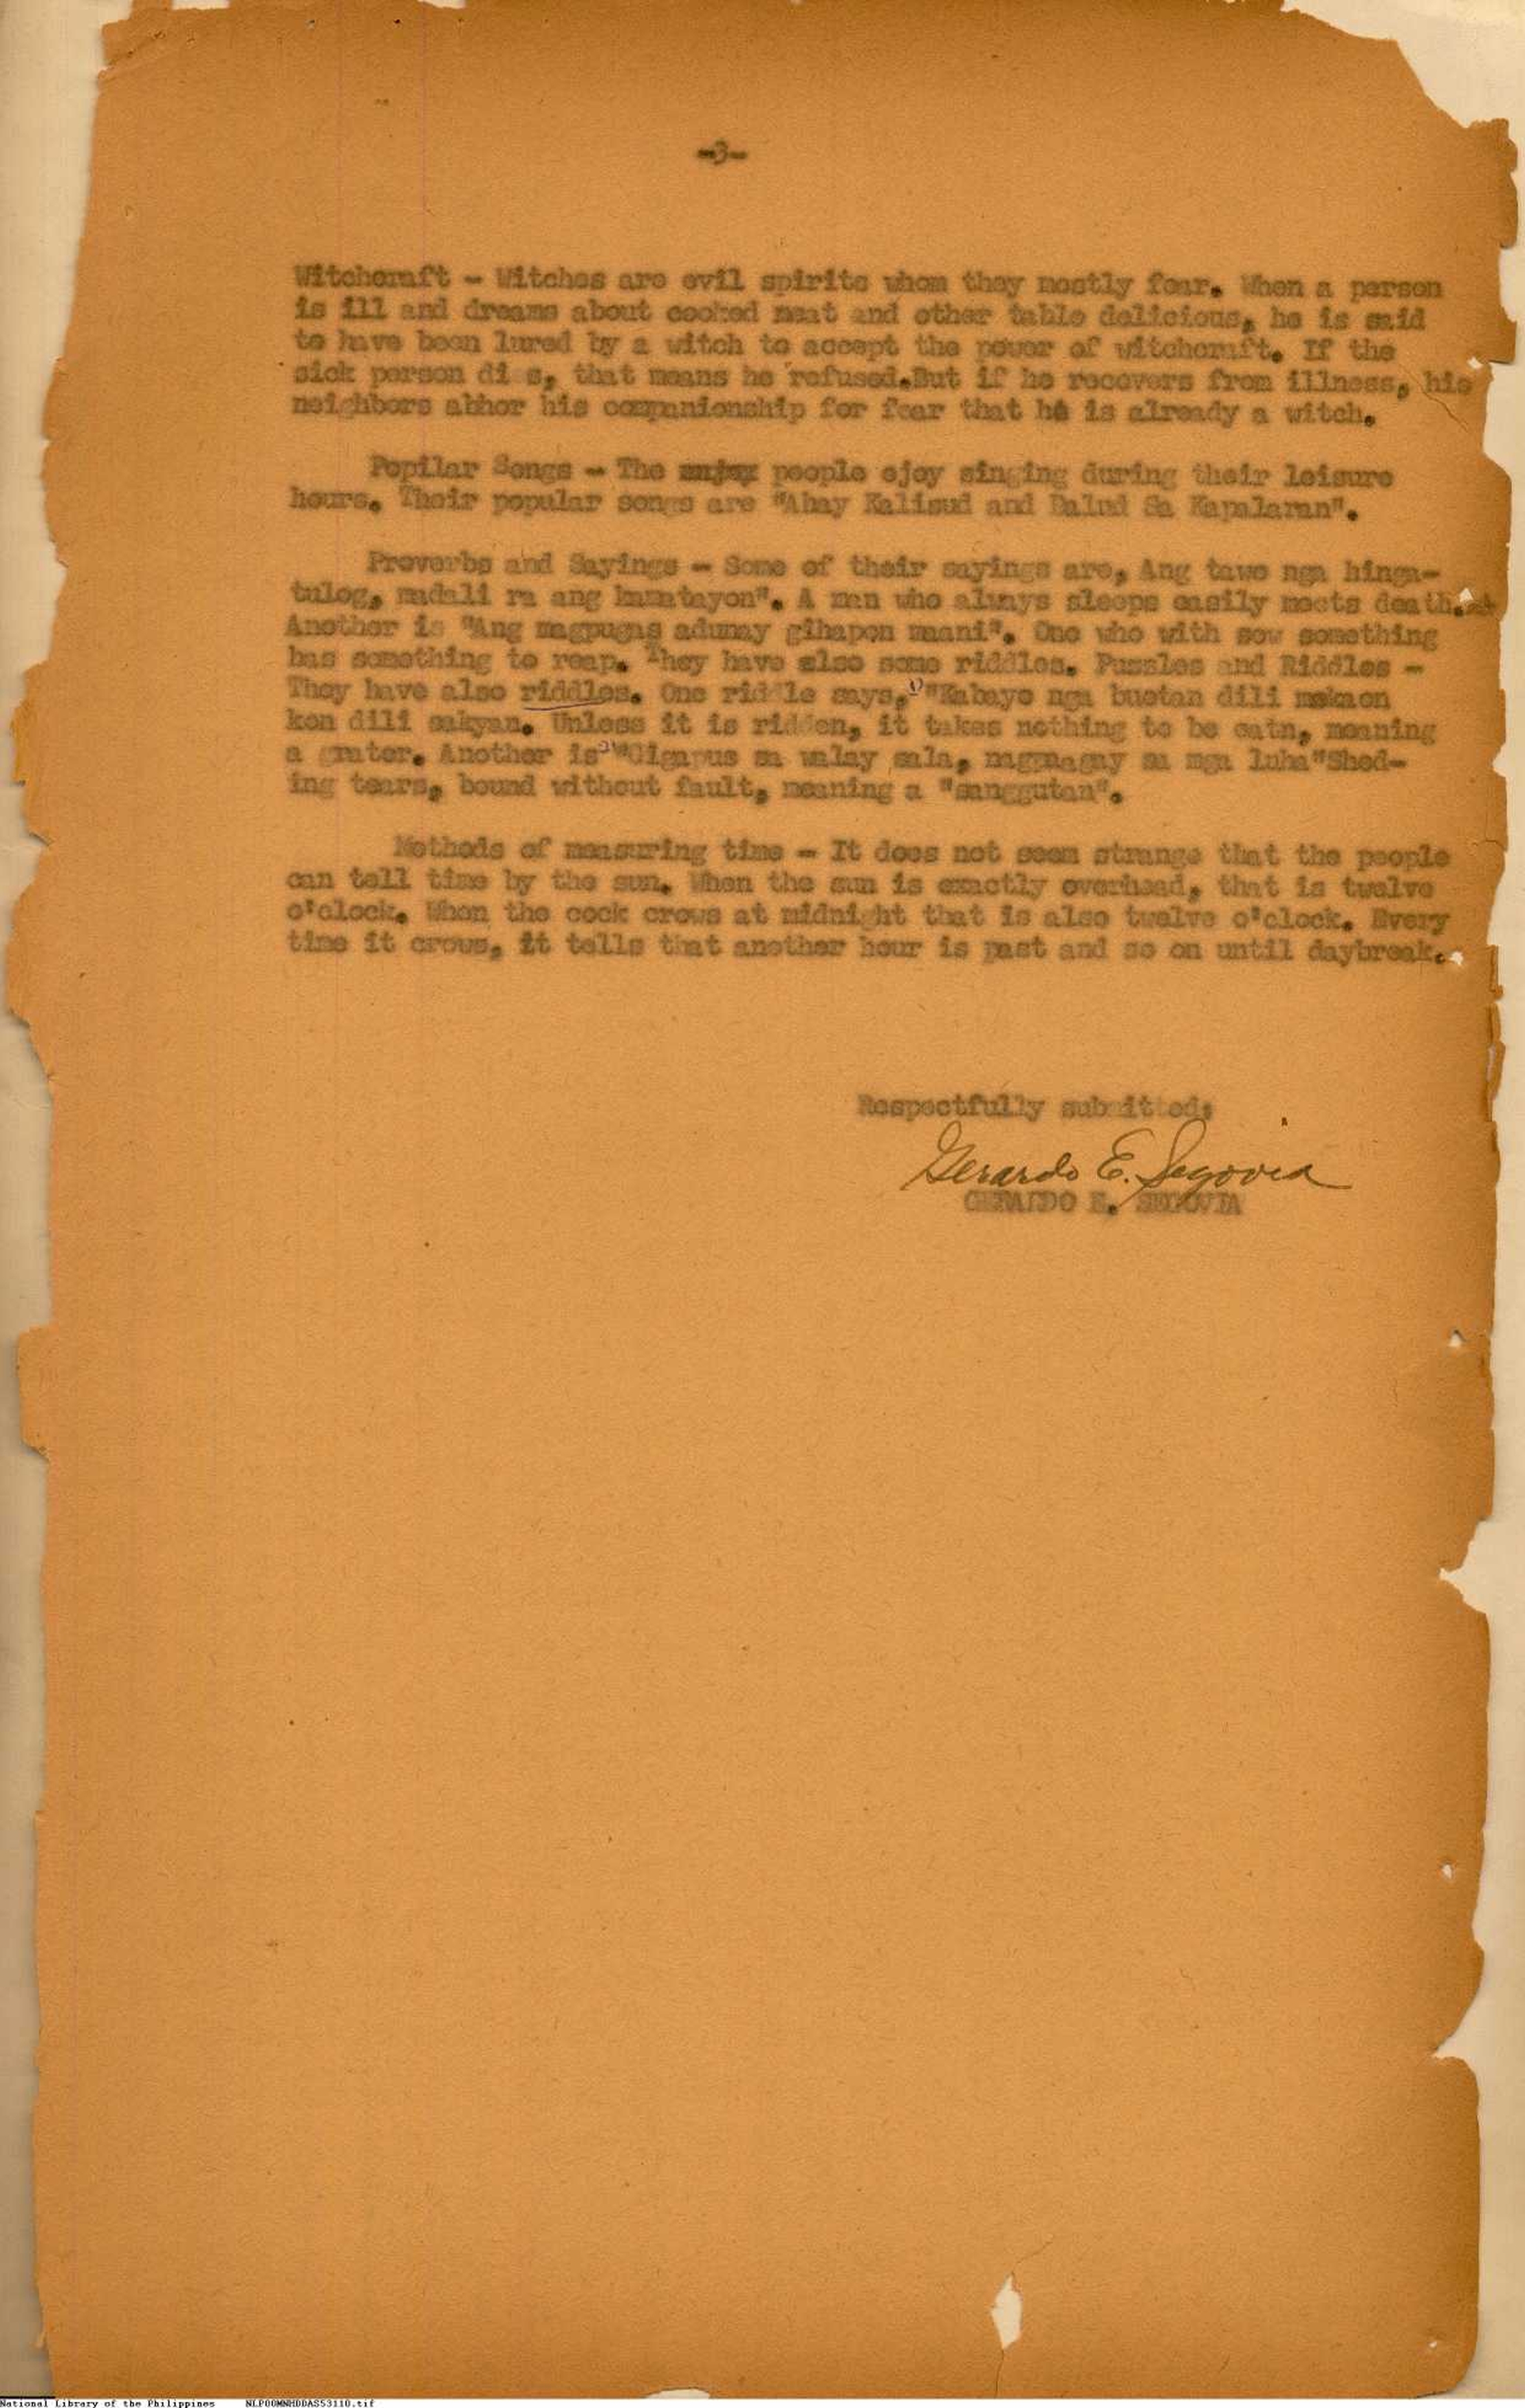 -3-
Witchcraft - Witches are evil spirits whom they mostly fear. When a person
is ill and dreams about cooked meat and other table delicious, he is said
to have been lured by a witch to accept the power of witchcraft. If the
sick person dies, that means he refused.But if he recovers from illness, his
neighbors abhor his companionship for fear that he is already a witch.
Popilar Songs - The people ejoy singing during their leisure
hours. Their popular songs are "Ahay Kalisud and Dalud Sa Kapalaran".
Proverbs and Sayings - Some of their sayings are, Ang tawo nga hinga-
tulog, madali ra ang kamatayon". A man who always sleeps easily meets death.
Another is "Ang magpugas adunay gihapon maani". One who with sow something
has something to reap. They have also some riddles. Puzzles and Riddles -
They have also riddles. One riddle says, 1) "Kabayo nga buotan dili mokaon
kon dili sakyan. Unless it is ridden, it takes nothing to be eatn, meaning
a grater. Another is 2) "Gigapus sa walay sala, nagpaagay sa mga luha"Shed-
ing tears, bound without fault, meaning a "sanggutan".
Methods of measuring time - It does not seem strange that the people
can tell time by the sun. When the sun is exactly overhead, that is twelve
o'clock. When the cock crows at midnight that is also twelve o'clock. Every
time it crows, it tells that another hour is past and so on until daybreak.
Respectfully submitted:
Gerardo E. Segovia
GERARDO E. SEGOVIA
National Library of the Philippines NLP00MNHDDAS53110.tif